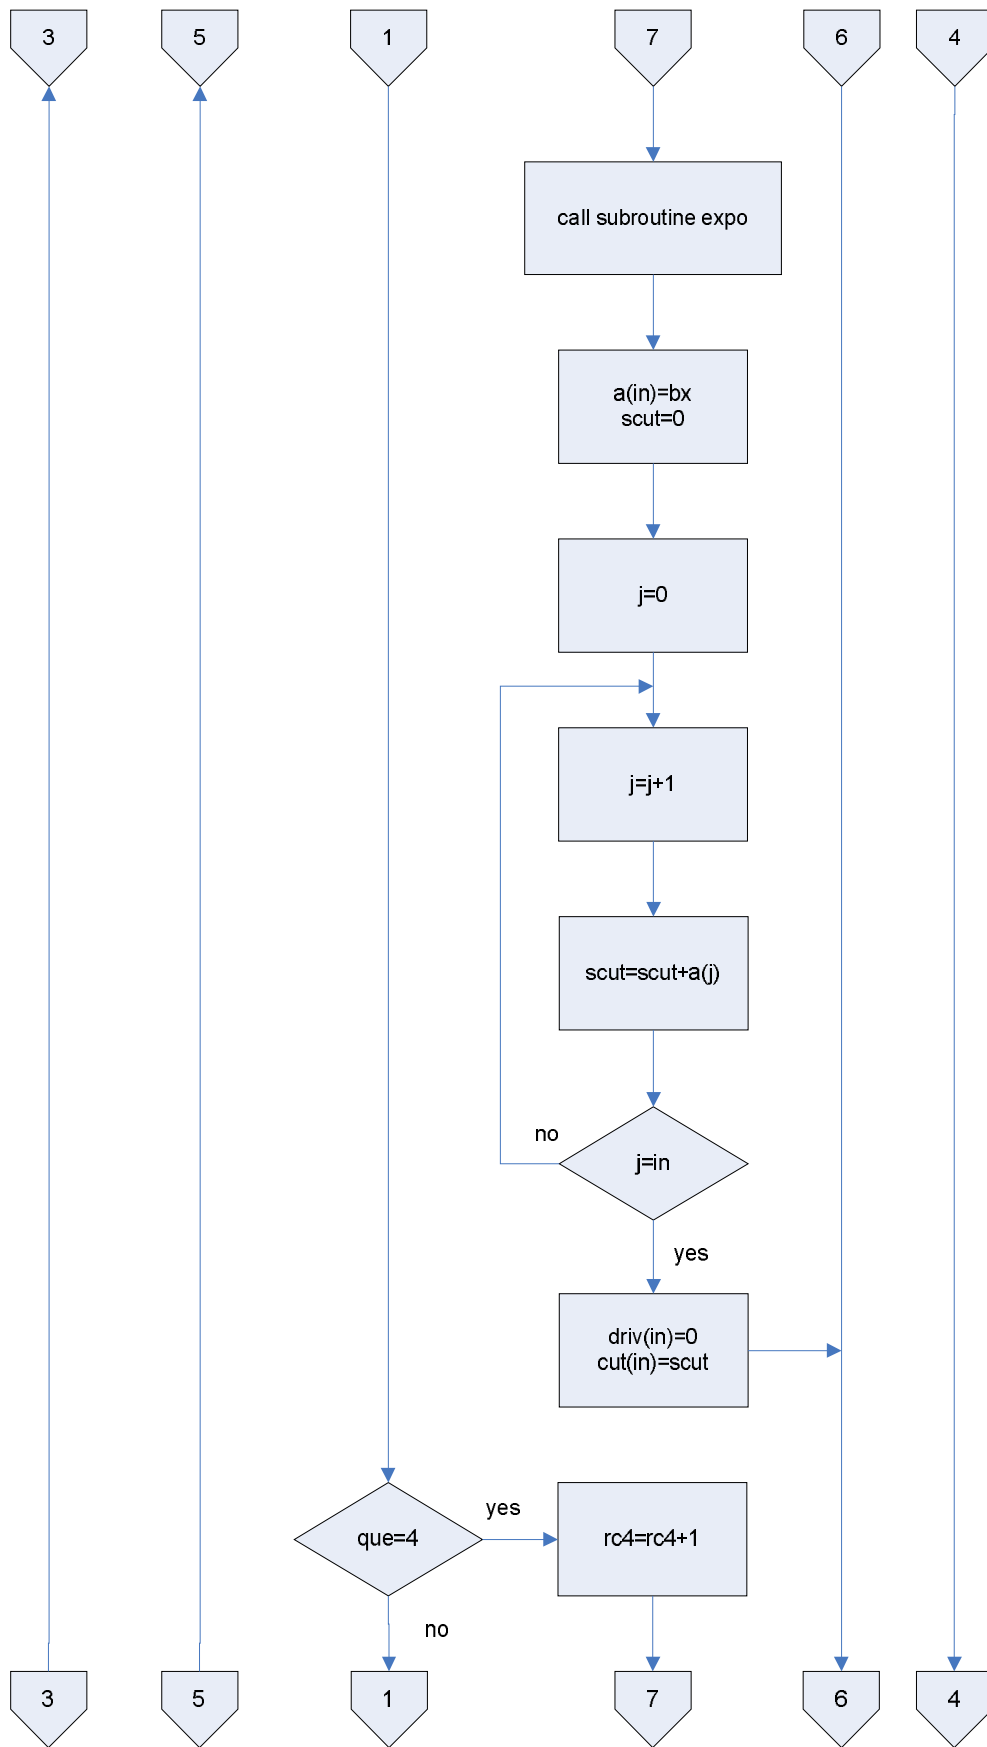 3
5
1
7
6
4
call subroutine expo
a(in)=bx
scut=0
j=0
j=j+1
scut=scut+a(j)
no
j=in
yes
driv(in)=0
cut(in)=scut
que=4
yes
rc4=rc4+1
no
3
5
1
7
6
4